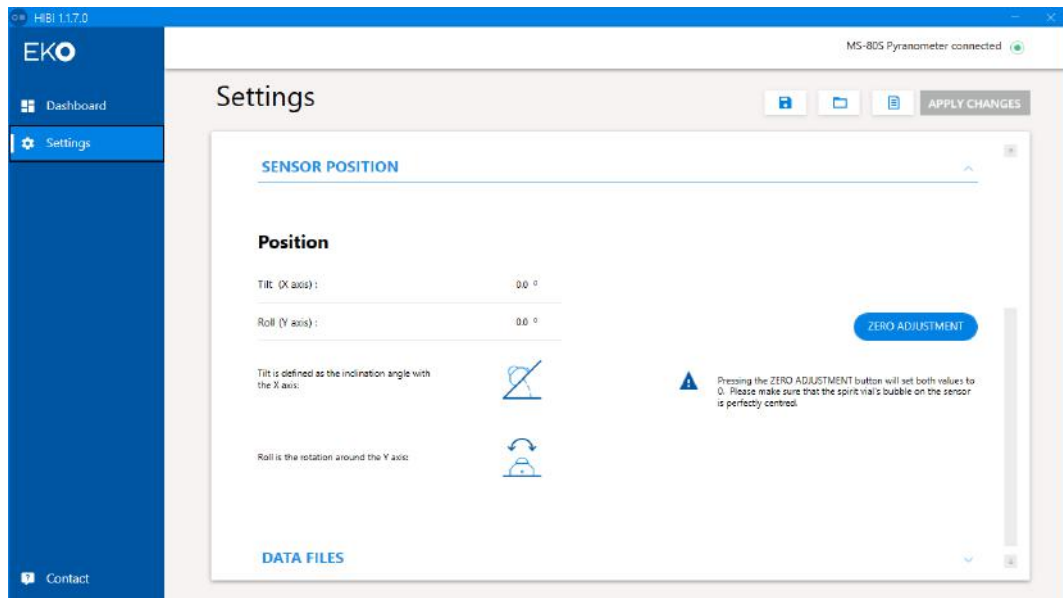 HIBI 1.1.7.0
EKO
MS-80S Pyranometer connected
Dashboard
Settings
Settings
APPLY CHANGES
SENSOR POSITION
Position
Tilt (X axis) :
0.0 °
Roll (Y axis) :
0.0 °
ZERO ADJUSTMENT
Tilt is defined as the inclination angle with
the X axis:
Pressing the ZERO ADJUSTMENT button will set both values to
0. Please make sure that the spirit vial's bubble on the sensor
is perfectly centred.
Roll is the rotation around the Y axis:
DATA FILES
Contact